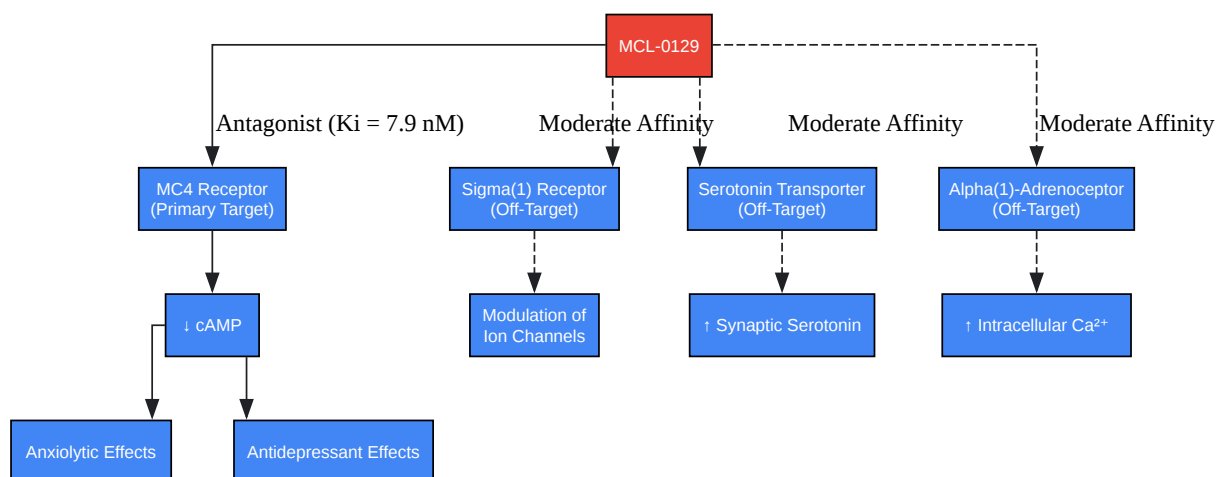 MCL-0129
Antagonist (Ki = 7.9 nM)
Moderate Affinity
Moderate Affinity
Moderate Affinity
MC4 Receptor
(Primary Target)
Sigma(1) Receptor
(Off-Target)
Serotonin Transporter
(Off-Target)
Alpha(1)-Adrenoceptor
(Off-Target)
↓ cAMP
Modulation of
Ion Channels
↑ Synaptic Serotonin
↑ Intracellular Ca²⁺
Anxiolytic Effects
Antidepressant Effects